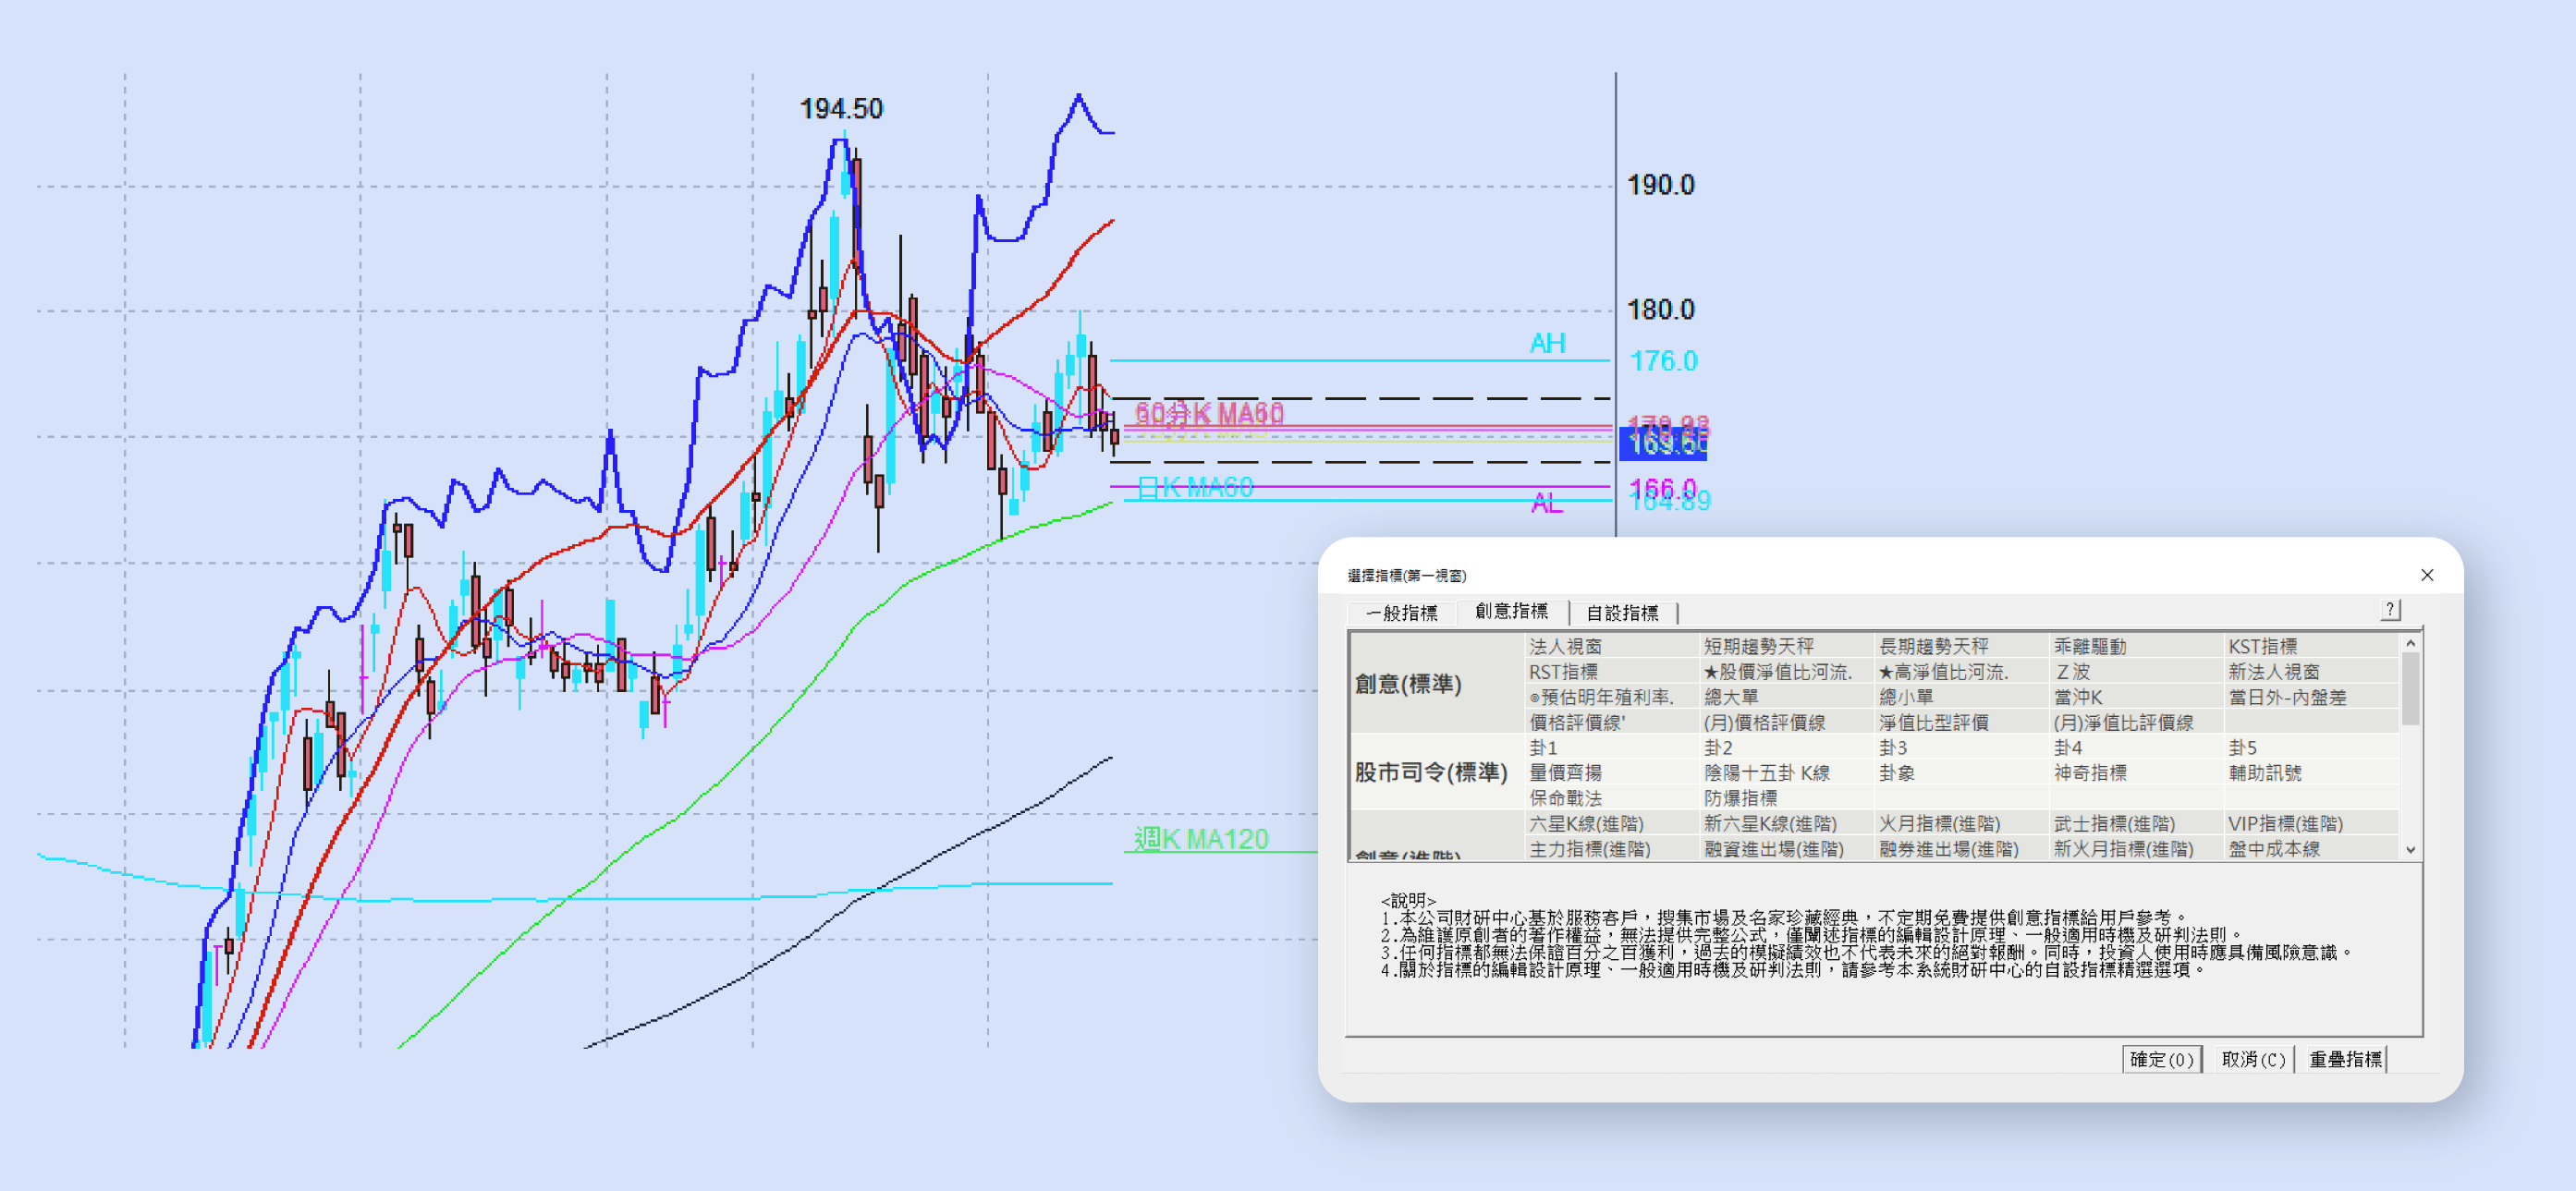 194.50
190.0
180.0
AH
176.0
60分K MA60
日K MA60
166.0
164.89
AL
週K MA120
選擇指標(第一視窗)
一般指標 創意指標 自設指標 ?
創意(標準)
法人視窗 短期趨勢天秤 長期趨勢天秤 乖離驅動 KST指標
RST指標 ★股價淨值比河流. ★高淨值比河流. Z波 新法人視窗
⊙預估明年殖利率. 總大單 總小單 當沖K 當日外-內盤差
價格評價線' (月)價格評價線 淨值比型評價 (月)淨值比評價線
股市司令(標準)
卦1 卦2 卦3 卦4 卦5
量價齊揚 陰陽十五卦 K線 卦象 神奇指標 輔助訊號
保命戰法 防爆指標
創意(進階)
六星K線(進階) 新六星K線(進階) 火月指標(進階) 武士指標(進階) VIP指標(進階)
主力指標(進階) 融資進出場(進階) 融券進出場(進階) 新火月指標(進階) 盤中成本線
<說明>
1.本公司財研中心基於服務客戶，搜集市場及名家珍藏經典，不定期免費提供創意指標給用戶參考。
2.為維護原創者的著作權益，無法提供完整公式，僅闡述指標的編輯設計原理、一般適用時機及研判法則。
3.任何指標都無法保證百分之百獲利，過去的模擬績效也不代表未來的絕對報酬。同時，投資人使用時應具備風險意識。
4.關於指標的編輯設計原理、一般適用時機及研判法則，請參考本系統財研中心的自設指標精選選項。
確定(O) 取消(C) 重疊指標